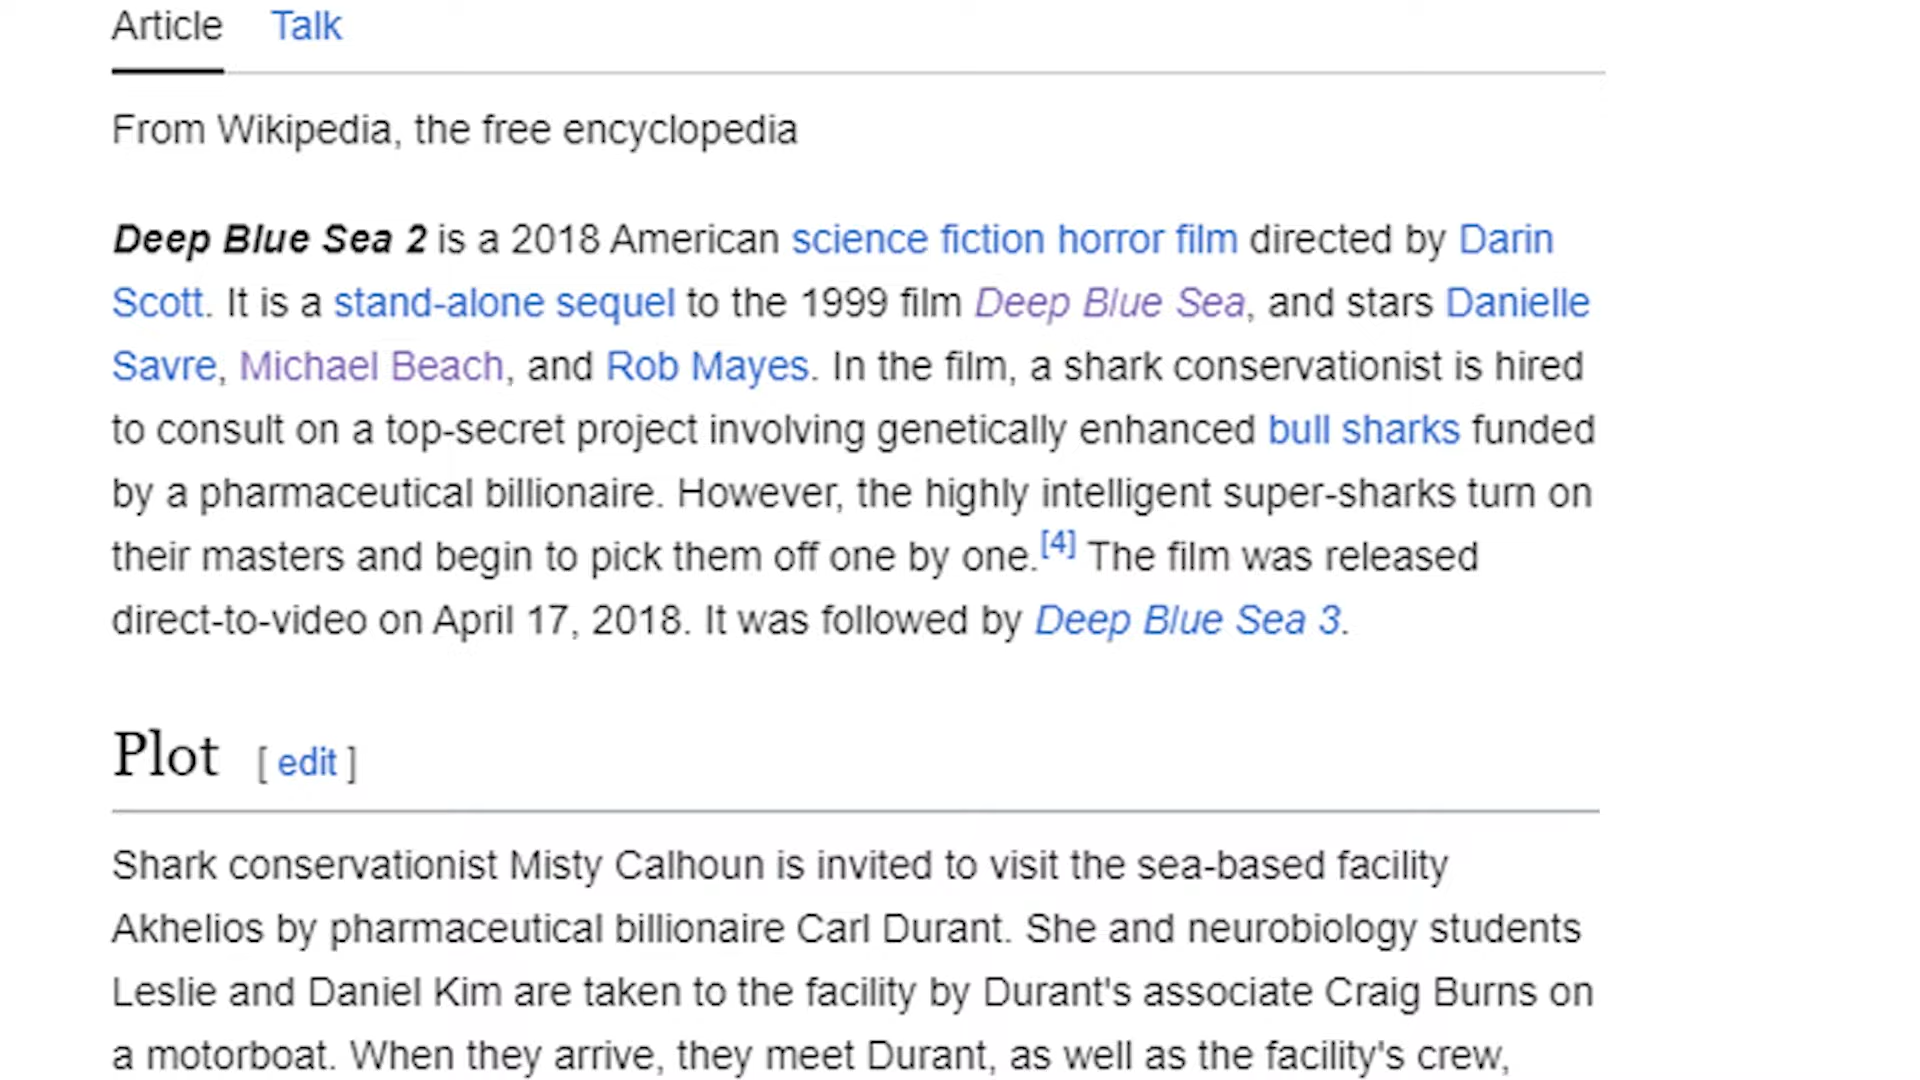 Article Talk
From Wikipedia, the free encyclopedia
Deep Blue Sea 2 is a 2018 American science fiction horror film directed by Darin
Scott. It is a stand-alone sequel to the 1999 film Deep Blue Sea, and stars Danielle
Savre, Michael Beach, and Rob Mayes. In the film, a shark conservationist is hired
to consult on a top-secret project involving genetically enhanced bull sharks funded
by a pharmaceutical billionaire. However, the highly intelligent super-sharks turn on
their masters and begin to pick them off one by one.[4] The film was released
direct-to-video on April 17, 2018. It was followed by Deep Blue Sea 3.
Plot [ edit ]
Shark conservationist Misty Calhoun is invited to visit the sea-based facility
Akhelios by pharmaceutical billionaire Carl Durant. She and neurobiology students
Leslie and Daniel Kim are taken to the facility by Durant's associate Craig Burns on
a motorboat. When they arrive, they meet Durant, as well as the facility's crew,